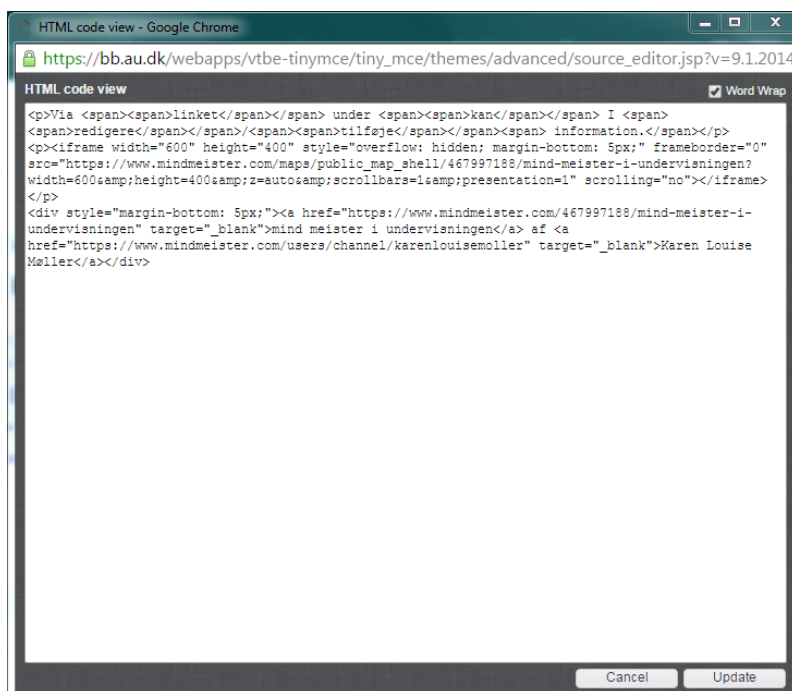 HTML code view - Google Chrome
https://bb.au.dk/webapps/vtbe-tinymce/tiny_mce/themes/advanced/source_editor.jsp?v=9.1.2014
HTML code view
Word Wrap
<p>Via <span><span>linket</span></span> under <span><span>kan</span></span> I <span>
<span>redigere</span></span>/<span><span>tilføje</span></span><span> information.</span></p>
<p><iframe width="600" height="400" style="overflow: hidden; margin-bottom: 5px;" frameborder="0"
src="https://www.mindmeister.com/maps/public_map_shell/467997188/mind-meister-i-undervisningen?
width=600&amp;height=400&amp;z=auto&amp;scrollbars=1&amp;presentation=1" scrolling="no"></iframe>
</p>
<div style="margin-bottom: 5px;"><a href="https://www.mindmeister.com/467997188/mind-meister-i-
undervisningen" target="_blank">mind meister i undervisningen</a> af <a
href="https://www.mindmeister.com/users/channel/karenlouisemoller" target="_blank">Karen Louise
Møller</a></div>
Cancel
Update